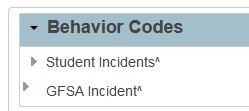 Behavior Codes
Student Incidents^
GFSA Incident^